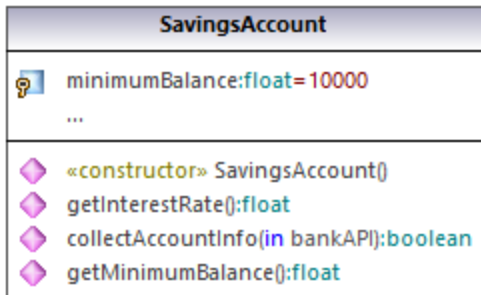 SavingsAccount
minimumBalance:float=10000
...
«constructor» SavingsAccount()
getInterestRate():float
collectAccountInfo(in bankAPI):boolean
getMinimumBalance():float